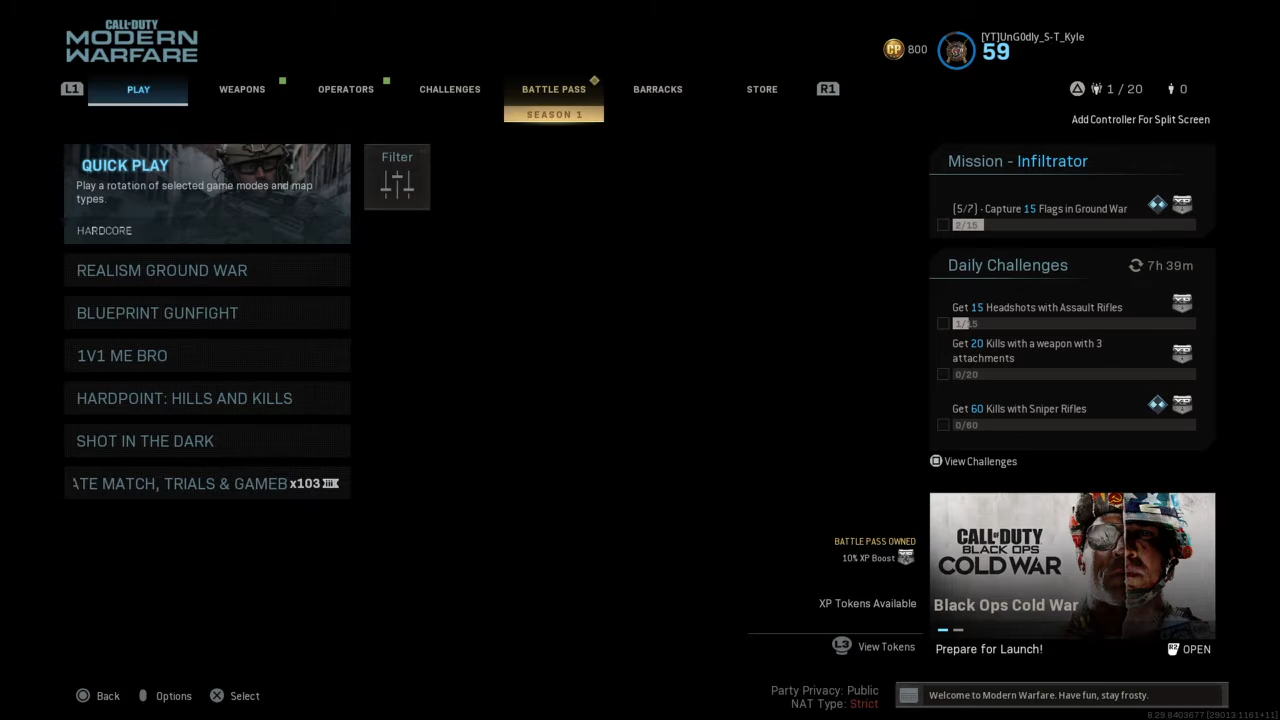 CALL OF DUTY
MODERN
WARFARE
CP 800
[YT]UnG0dly_S-T_Kyle
59
L1 PLAY WEAPONS OPERATORS CHALLENGES BATTLE PASS BARRACKS STORE R1
SEASON 1
1 / 20 0
Add Controller For Split Screen
QUICK PLAY
Play a rotation of selected game modes and map
types.
HARDCORE
Filter
REALISM GROUND WAR
BLUEPRINT GUNFIGHT
1V1 ME BRO
HARDPOINT: HILLS AND KILLS
SHOT IN THE DARK
ATE MATCH, TRIALS & GAMEB x103
Mission - Infiltrator
[5/7] - Capture 15 Flags in Ground War
2/15
Daily Challenges 7h 39m
Get 15 Headshots with Assault Rifles
1/15
Get 20 Kills with a weapon with 3
attachments
0/20
Get 60 Kills with Sniper Rifles
0/60
View Challenges
BATTLE PASS OWNED
10% XP Boost XP
XP Tokens Available
L3 View Tokens
CALL OF DUTY
BLACK OPS
COLD WAR
Black Ops Cold War
Prepare for Launch!
R2 OPEN
Back Options Select
Party Privacy: Public
NAT Type: Strict
Welcome to Modern Warfare. Have fun, stay frosty.